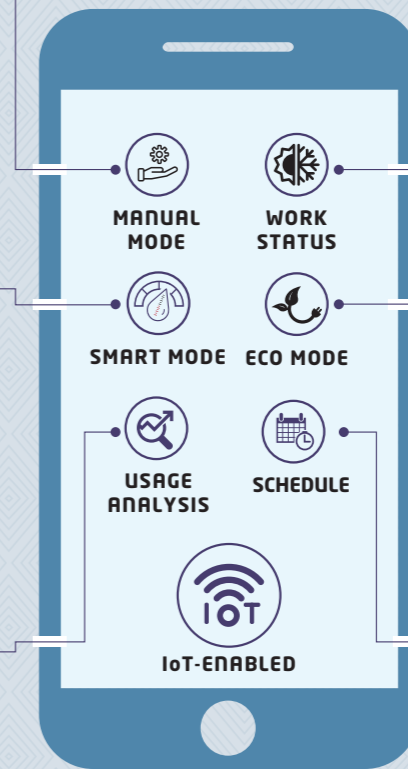 MANUAL
MODE
WORK
STATUS
SMART MODE
ECO MODE
USAGE
ANALYSIS
SCHEDULE
IoT
IoT-ENABLED